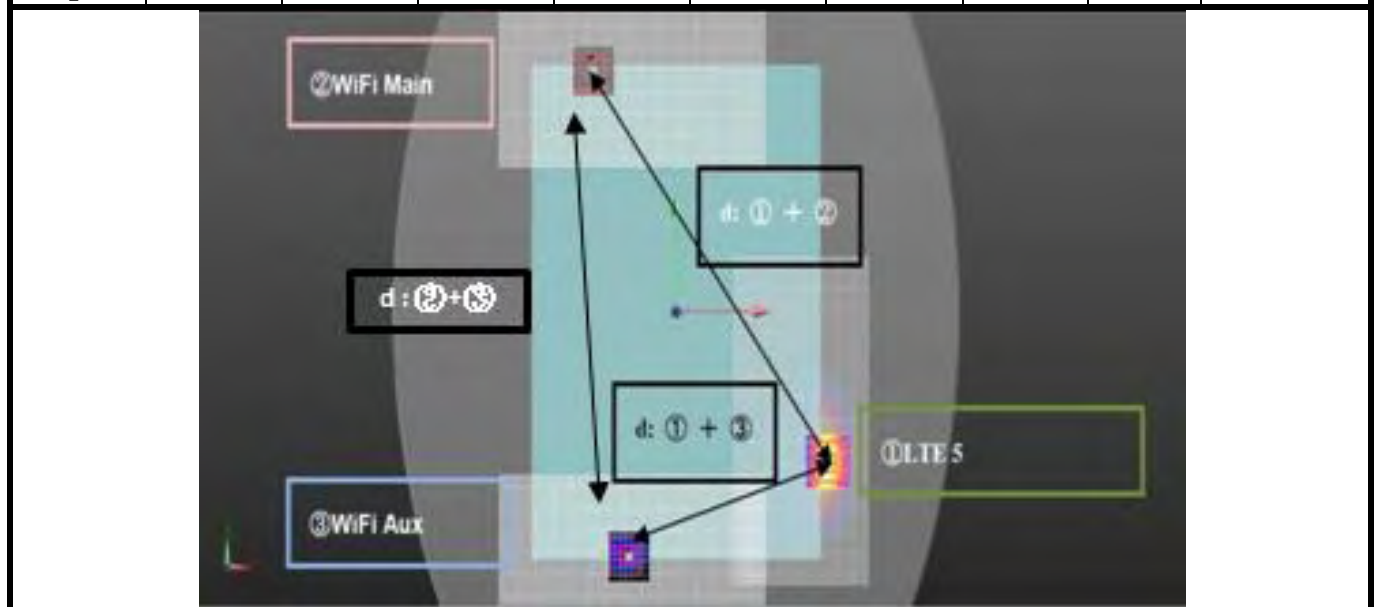 ②WiFi Main
d: ① + ②
d:②+③
d: ① + ③
①LTE 5
③WiFi Aux